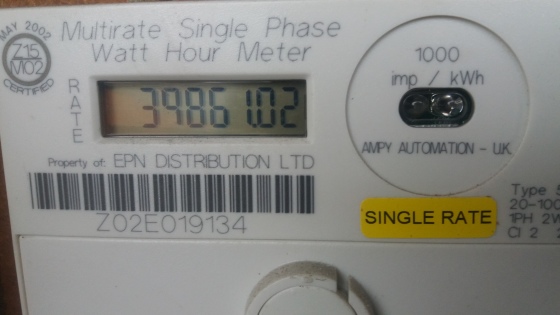 MAY 2002
Z15
M02
CERTIFIED
Multirate Single Phase
Watt Hour Meter
RATE
39861.02
1000
imp / kWh
AMPY AUTOMATION - U.K
Property of: EPN DISTRIBUTION LTD
Z02E019134
SINGLE RATE
Type
20-100
1PH 2W
Cl 2